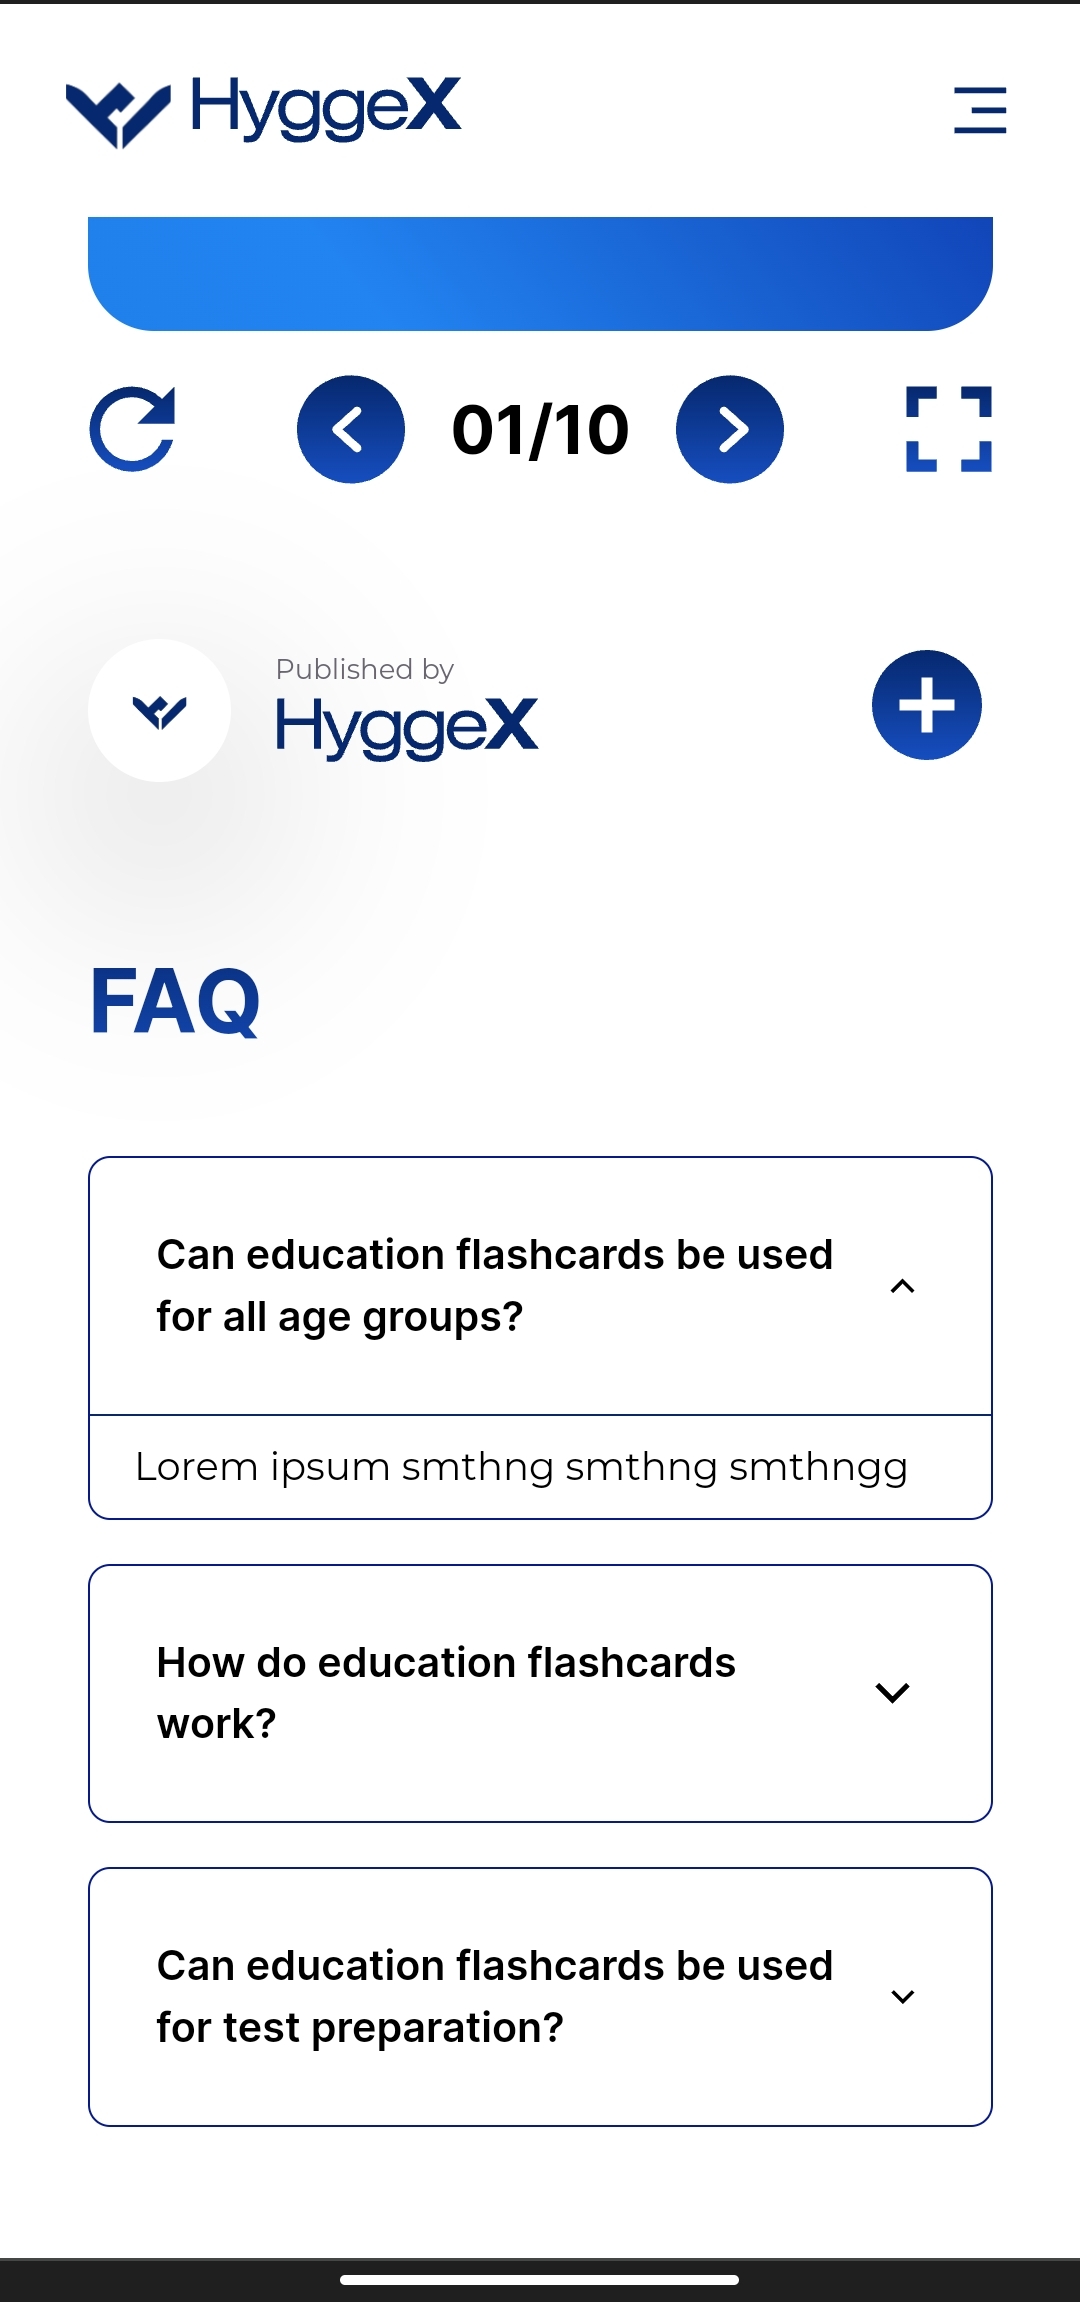 HyggeX
01/10
Published by
HyggeX
FAQ
Can education flashcards be used
for all age groups?
Lorem ipsum smthng smthng smthngg
How do education flashcards
work?
Can education flashcards be used
for test preparation?